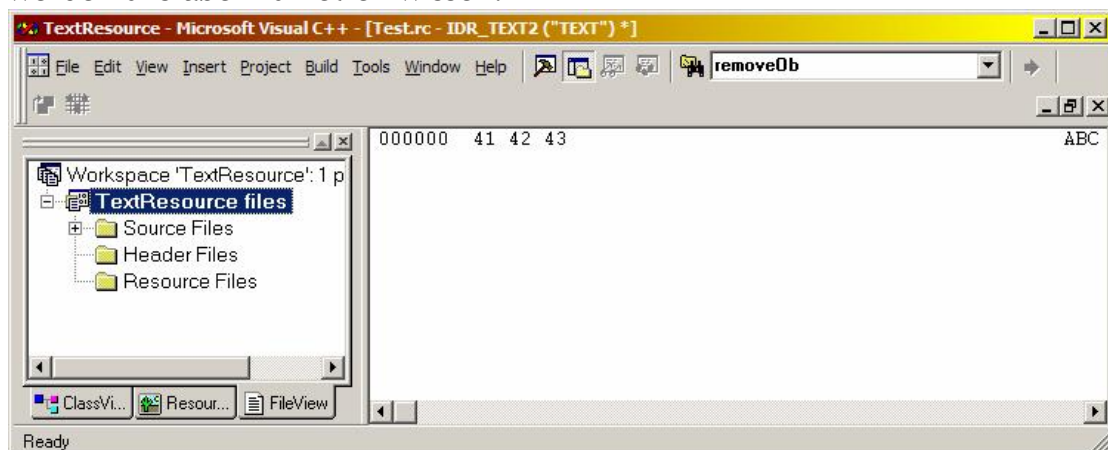 TextResource - Microsoft Visual C++ - [Test.rc - IDR_TEXT2 ("TEXT") *]
File Edit View Insert Project Build Tools Window Help removeOb
000000 41 42 43 ABC
Workspace 'TextResource': 1 p
TextResource files
Source Files
Header Files
Resource Files
ClassVi... Resour... FileView
Ready